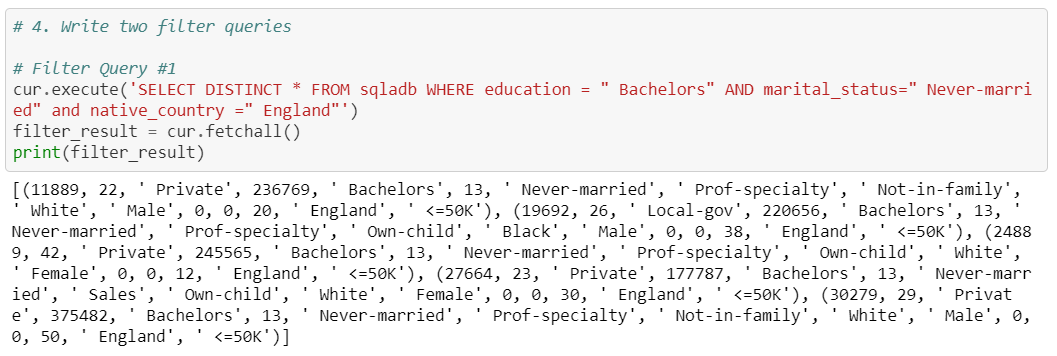 # 4. Write two filter queries
# Filter Query #1
cur.execute('SELECT DISTINCT * FROM sqladb WHERE education = " Bachelors" AND marital_status=" Never-marri
ed" and native_country =" England"')
filter_result = cur.fetchall()
print(filter_result)
[(11889, 22, ' Private', 236769, ' Bachelors', 13, ' Never-married', ' Prof-specialty', ' Not-in-family',
' White', ' Male', 0, 0, 20, ' England', ' <=50K'), (19692, 26, ' Local-gov', 220656, ' Bachelors', 13, '
Never-married', ' Prof-specialty', ' Own-child', ' Black', ' Male', 0, 0, 38, ' England', ' <=50K'), (2488
9, 42, ' Private', 245565, ' Bachelors', 13, ' Never-married', ' Prof-specialty', ' Own-child', ' White',
' Female', 0, 0, 12, ' England', ' <=50K'), (27664, 23, ' Private', 177787, ' Bachelors', 13, ' Never-marr
ied', ' Sales', ' Own-child', ' White', ' Female', 0, 0, 30, ' England', ' <=50K'), (30279, 29, ' Privat
e', 375482, ' Bachelors', 13, ' Never-married', ' Prof-specialty', ' Not-in-family', ' White', ' Male', 0,
0, 50, ' England', ' <=50K')]